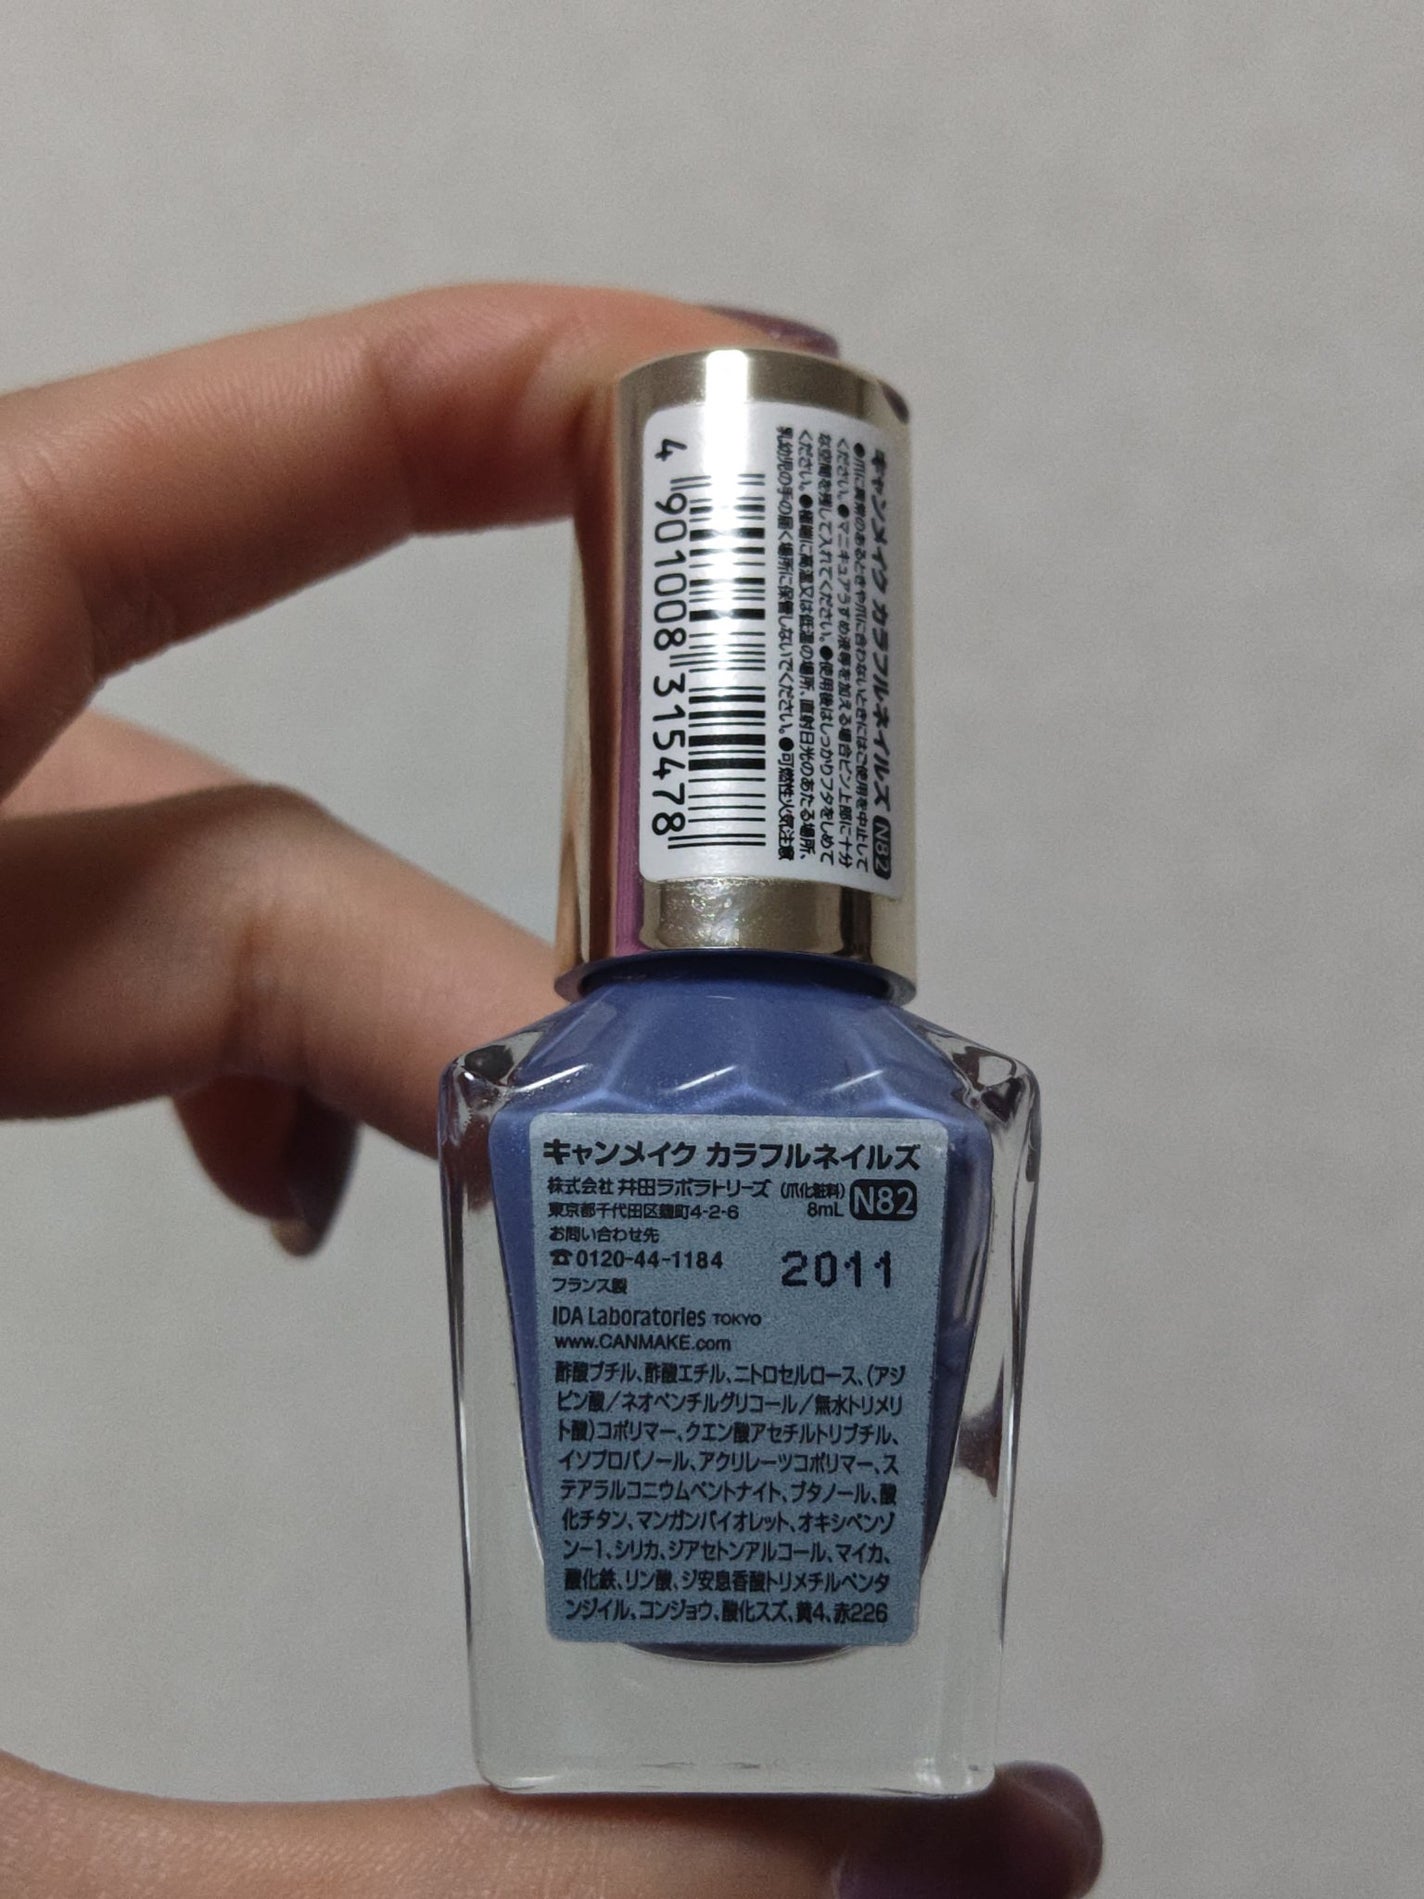 キャンメイク カラフルネイルズ N82
●爪に異常のあるときや爪に合わないときにはご使用を中止して
ください。●マニキュアうすめ液等を加える場合ビン上部に十分
な空間を残して入れてください。●使用後はしっかりフタをしめて
ください。●極端に高温又は低温の場所、直射日光のあたる場所、
乳幼児の手の届く場所に保管しないでください。●可燃性火気注意
4 901008 315478
キャンメイク カラフルネイルズ
株式会社 井田ラボラトリーズ (爪化粧料)
東京都千代田区麹町4-2-6 8mL N82
お問い合わせ先
☎0120-44-1184
2011
フランス製
IDA Laboratories TOKYO
www.CANMAKE.com
酢酸ブチル、酢酸エチル、ニトロセルロース、(アジ
ピン酸/ネオペンチルグリコール/無水トリメリ
ト酸)コポリマー、クエン酸アセチルトリブチル、
イソプロパノール、アクリレーツコポリマー、ス
テアラルコニウムベントナイト、ブタノール、酸
化チタン、マンガンバイオレット、オキシベンゾ
ン-1、シリカ、ジアセトンアルコール、マイカ、
酸化鉄、リン酸、ジ安息香酸トリメチルペンタ
ンジイル、コンジョウ、酸化スズ、黄4、赤226